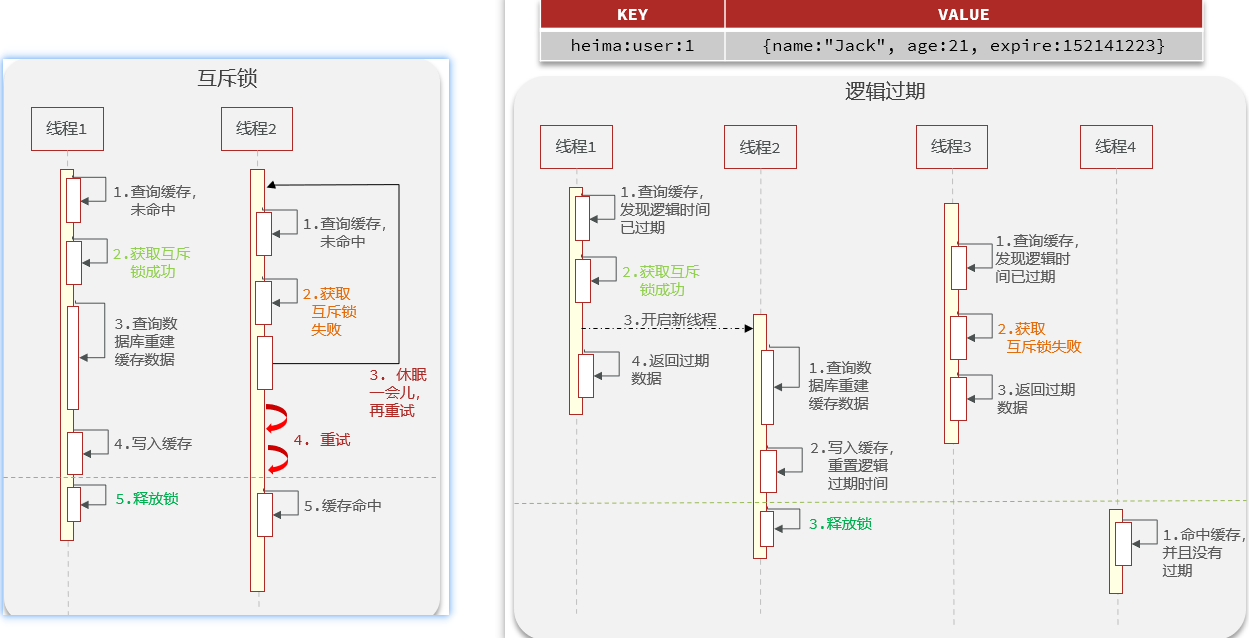 互斥锁
线程1
线程2
1.查询缓存，
未命中
2.获取互斥
锁成功
3.查询数
据库重建
缓存数据
4.写入缓存
5.释放锁
1.查询缓存，
未命中
2.获取
互斥锁
失败
3. 休眠
一会儿，
再重试
4. 重试
5.缓存命中
KEY VALUE
heima:user:1 {name:"Jack", age:21, expire:152141223}
逻辑过期
线程1
线程2
线程3
线程4
1.查询缓存，
发现逻辑时间
已过期
2.获取互斥
锁成功
3.开启新线程
4.返回过期
数据
1.查询数
据库重建
缓存数据
2.写入缓存，
重置逻辑
过期时间
3.释放锁
1.查询缓存，
发现逻辑时
间已过期
2.获取
互斥锁失败
3.返回过期
数据
1.命中缓存，
并且没有
过期